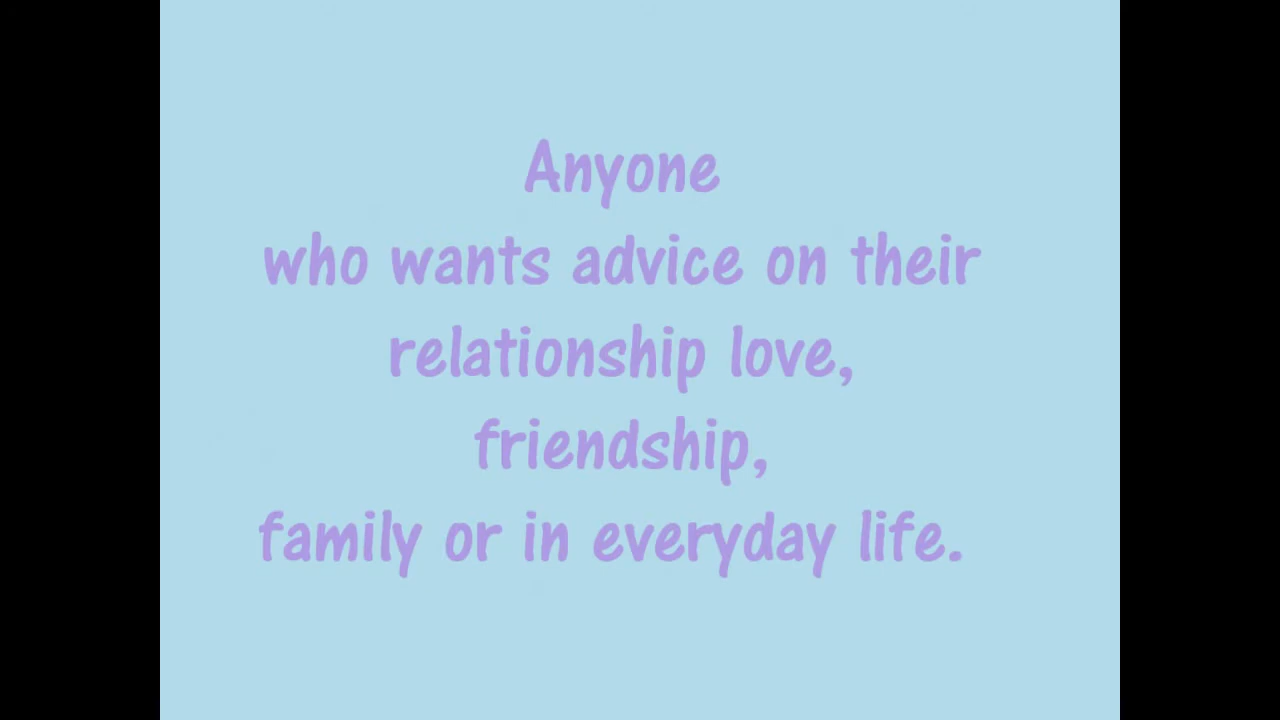 Anyone
who wants advice on their
relationship love,
friendship,
family or in everyday life.